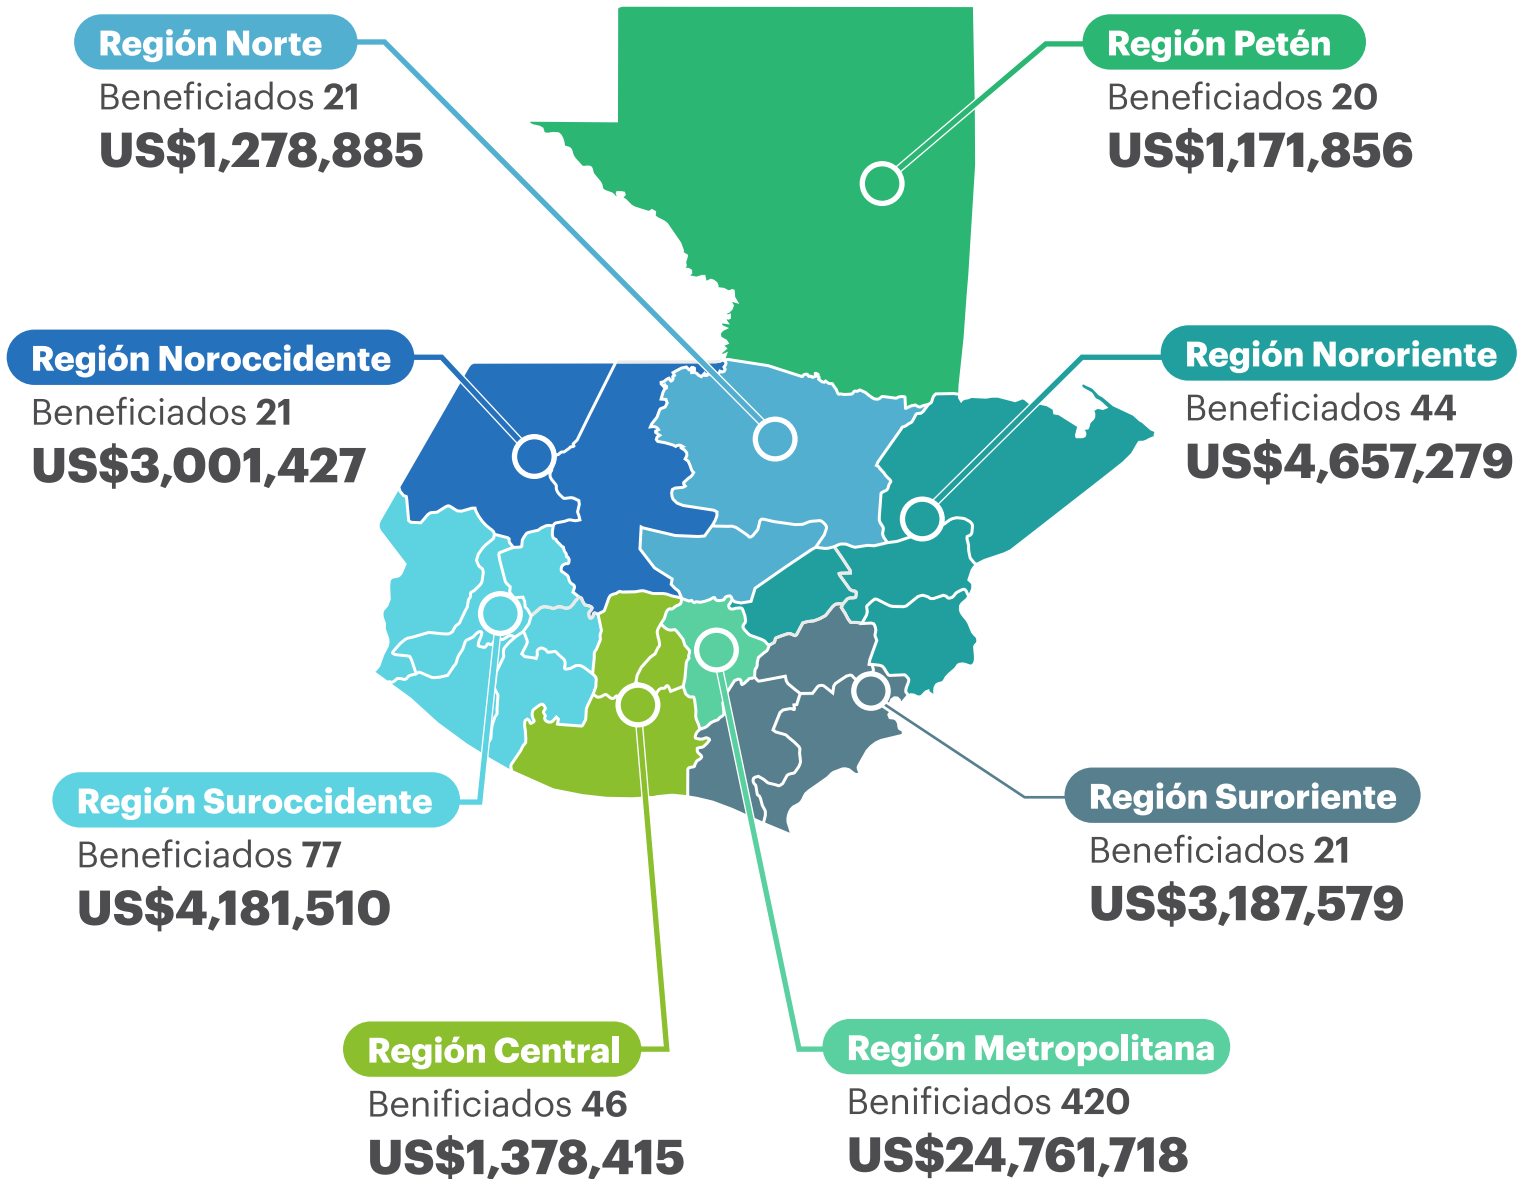 Región Norte
Beneficiados 21
US$1,278,885
Región Petén
Beneficiados 20
US$1,171,856
Región Noroccidente
Beneficiados 21
US$3,001,427
Región Nororiente
Beneficiados 44
US$4,657,279
Región Suroccidente
Beneficiados 77
US$4,181,510
Región Suroriente
Beneficiados 21
US$3,187,579
Región Central
Benificiados 46
US$1,378,415
Región Metropolitana
Benificiados 420
US$24,761,718